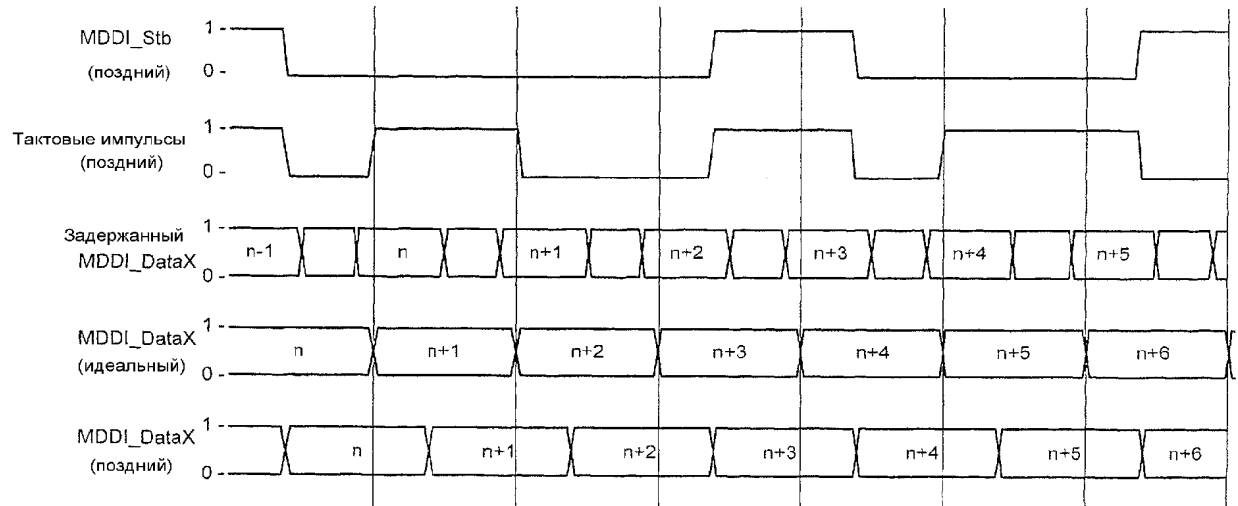 MDDI_Stb
(поздний)
1 -
0 -
Тактовые импульсы
(поздний)
1 -
0 -
Задержанный
MDDI_DataX
1 -
0 -
n-1 n n+1 n+2 n+3 n+4 n+5
MDDI_DataX
(идеальный)
1 -
0 -
n n+1 n+2 n+3 n+4 n+5 n+6
MDDI_DataX
(поздний)
1 -
0 -
n n+1 n+2 n+3 n+4 n+5 n+6